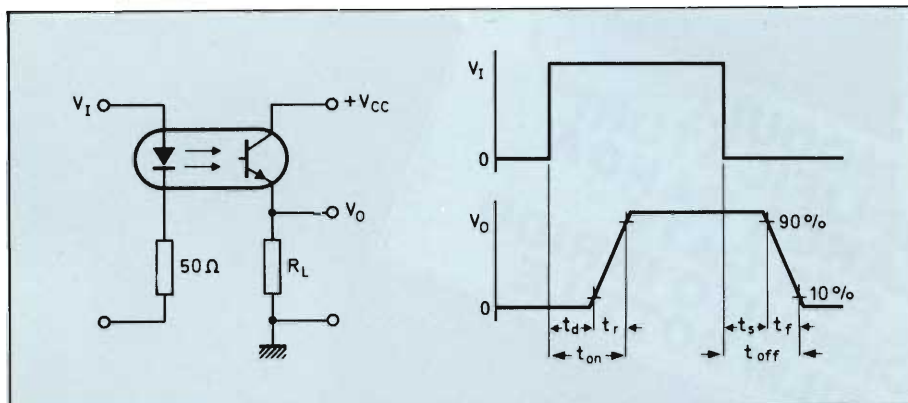 V_I
+V_CC
V_O
50 Ω
R_L
V_I
0
V_O
90 %
10 %
0
t_d
t_r
t_s
t_f
t_on
t_off